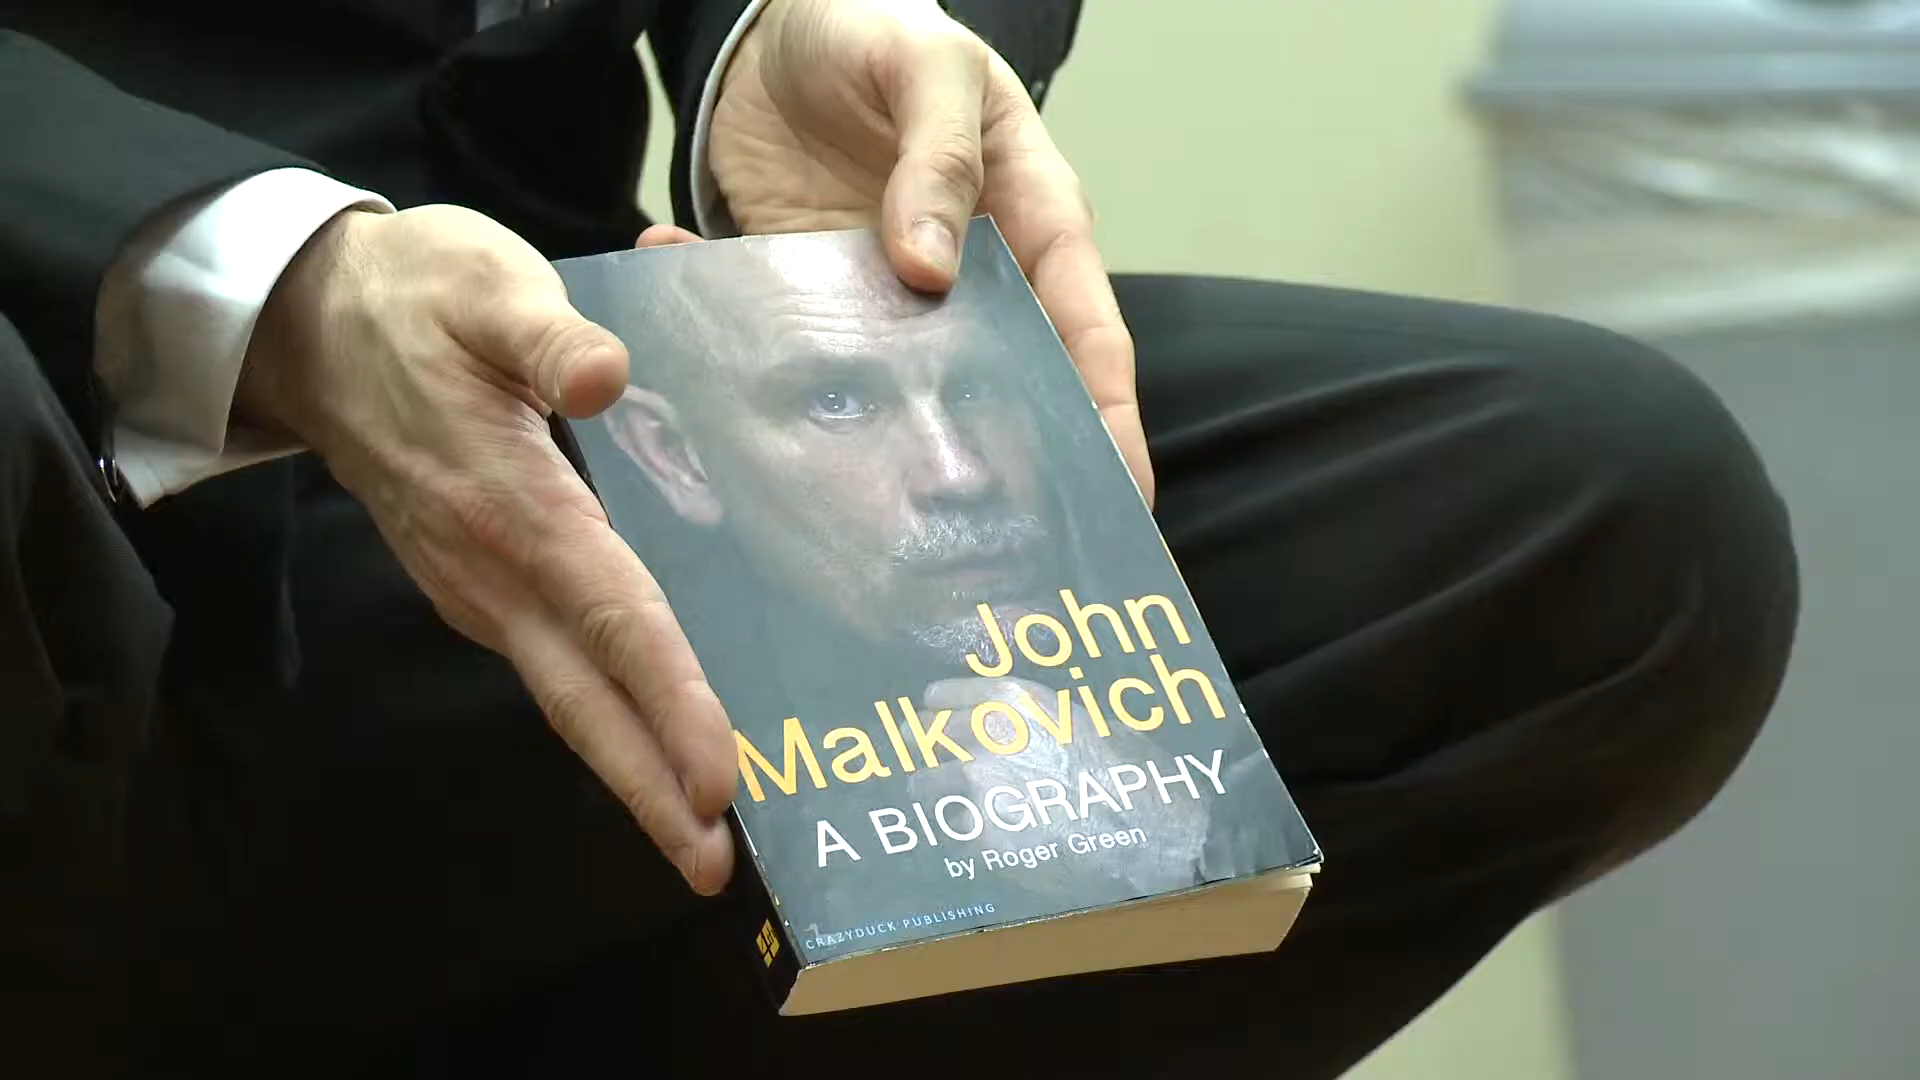 John
Malkovich
A BIOGRAPHY
by Roger Green
CRAZYDUCK PUBLISHING